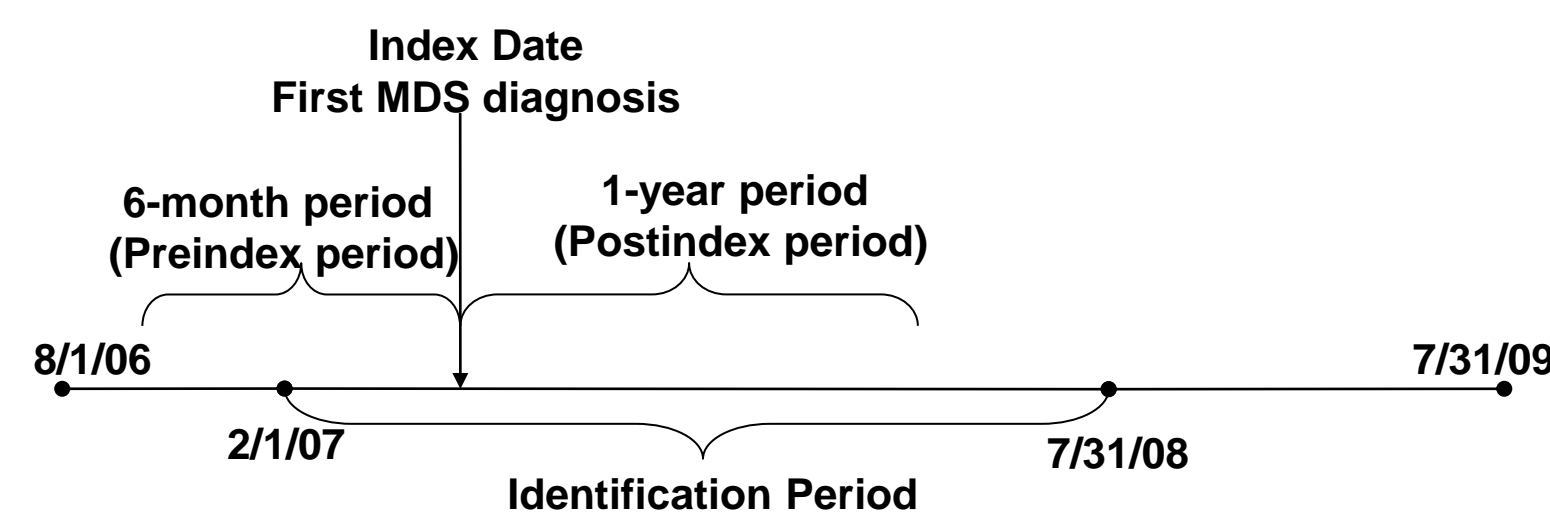 Index Date
First MDS diagnosis
6-month period
(Preindex period)
1-year period
(Postindex period)
8/1/06
7/31/09
2/1/07
7/31/08
Identification Period